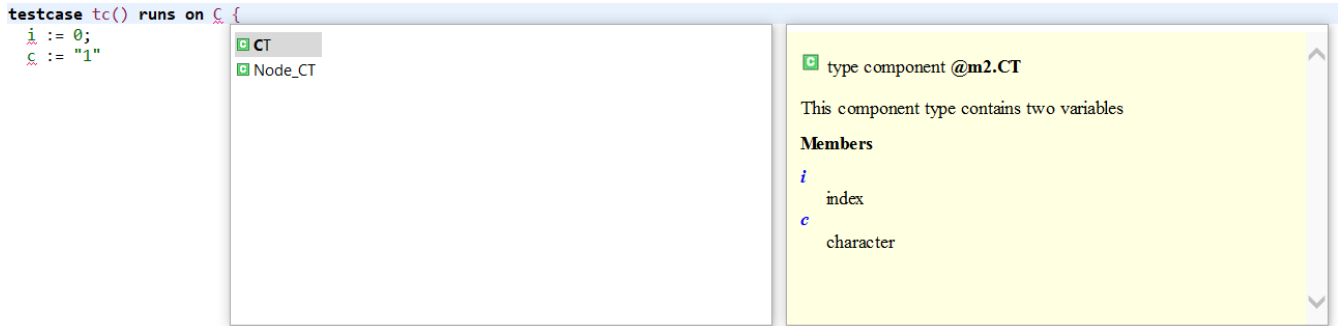 testcase tc() runs on C {
i := 0;
c := "1"
CT
Node_CT
type component @m2.CT
This component type contains two variables
Members
i
index
c
character